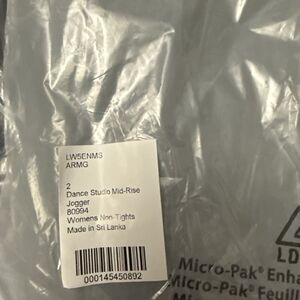 LW5ENMS
ARMG
2
Dance Studio Mid-Rise
Jogger
80994
Womens Non-Tights
Made in Sri Lanka
000145450892
LD
Micro-Pak® Enha
Micro-Pak® Feuill